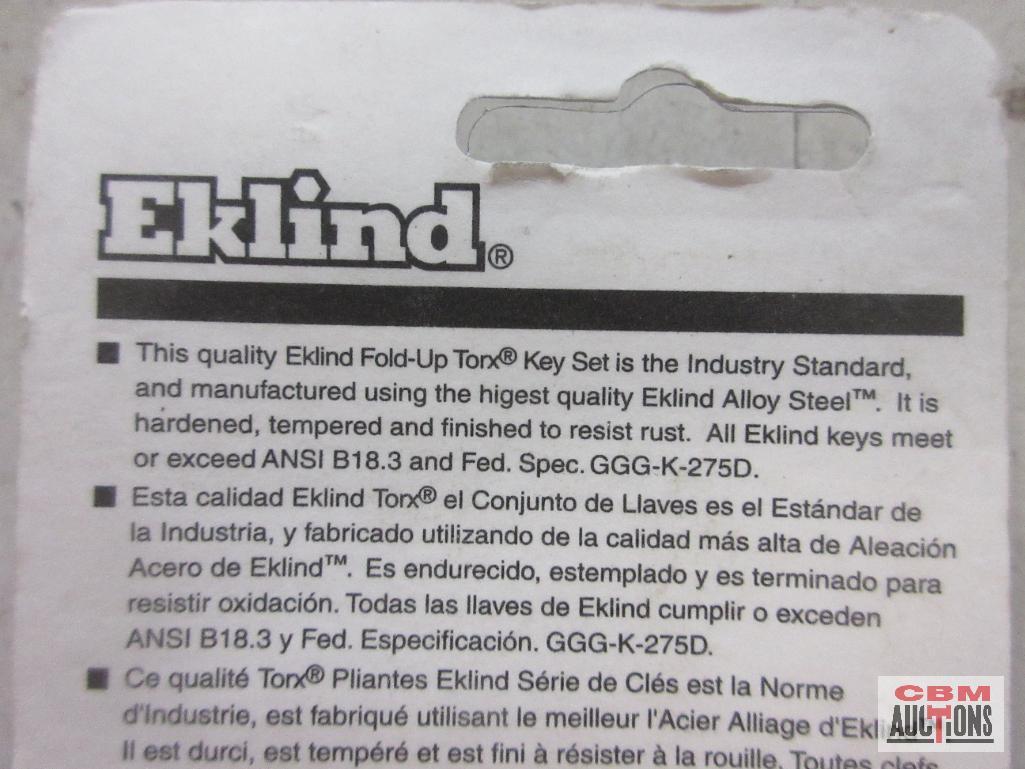 Eklind®
■ This quality Eklind Fold-Up Torx® Key Set is the Industry Standard,
and manufactured using the higest quality Eklind Alloy Steel™. It is
hardened, tempered and finished to resist rust. All Eklind keys meet
or exceed ANSI B18.3 and Fed. Spec. GGG-K-275D.
■ Esta calidad Eklind Torx® el Conjunto de Llaves es el Estándar de
la Industria, y fabricado utilizando de la calidad más alta de Aleación
Acero de Eklind™. Es endurecido, estemplado y es terminado para
resistir oxidación. Todas las llaves de Eklind cumplir o exceden
ANSI B18.3 y Fed. Especificación. GGG-K-275D.
■ Ce qualité Torx® Pliantes Eklind Série de Clés est la Norme
d'Industrie, est fabriqué utilisant le meilleur l'Acier Alliage d'Eklind
Il est durci, est tempéré et est fini à résister à la rouille. Toutes clefs
CBM
AUCTIONS